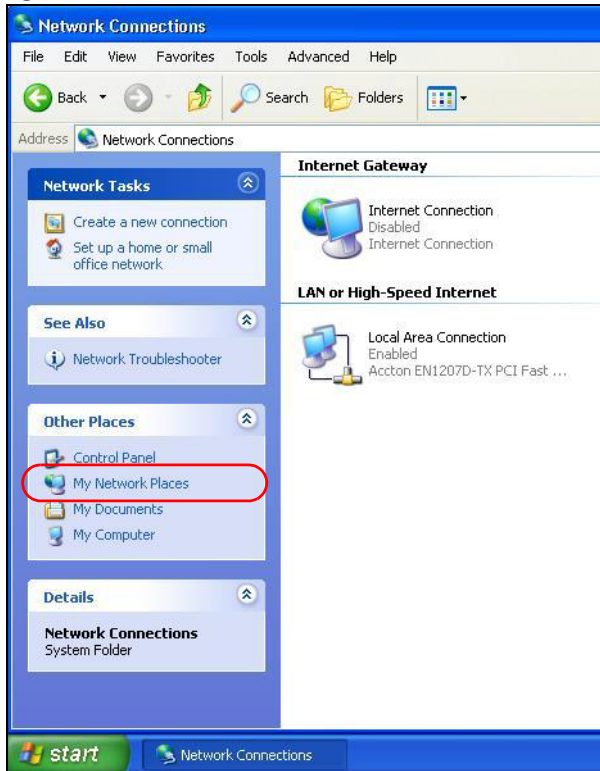 Network Connections
File Edit View Favorites Tools Advanced Help
Back Search Folders
Address Network Connections
Network Tasks
Create a new connection
Set up a home or small
office network
See Also
Network Troubleshooter
Other Places
Control Panel
My Network Places
My Documents
My Computer
Details
Network Connections
System Folder
Internet Gateway
Internet Connection
Disabled
Internet Connection
LAN or High-Speed Internet
Local Area Connection
Enabled
Accton EN1207D-TX PCI Fast ...
start Network Connections